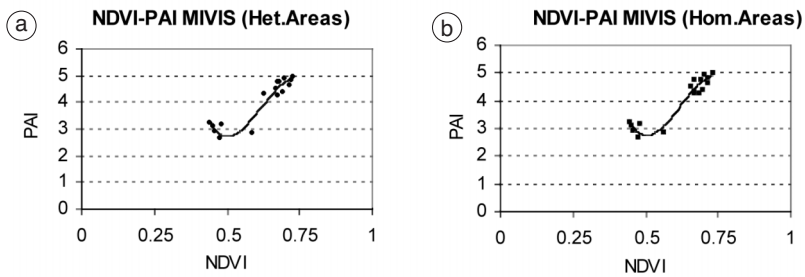 a
NDVI-PAI MIVIS (Het.Areas)
6
5
4
3
2
1
0
PAI
0 0.25 0.5 0.75 1
NDVI
b
NDVI-PAI MIVIS (Hom.Areas)
6
5
4
3
2
1
0
PAI
0 0.25 0.5 0.75 1
NDVI